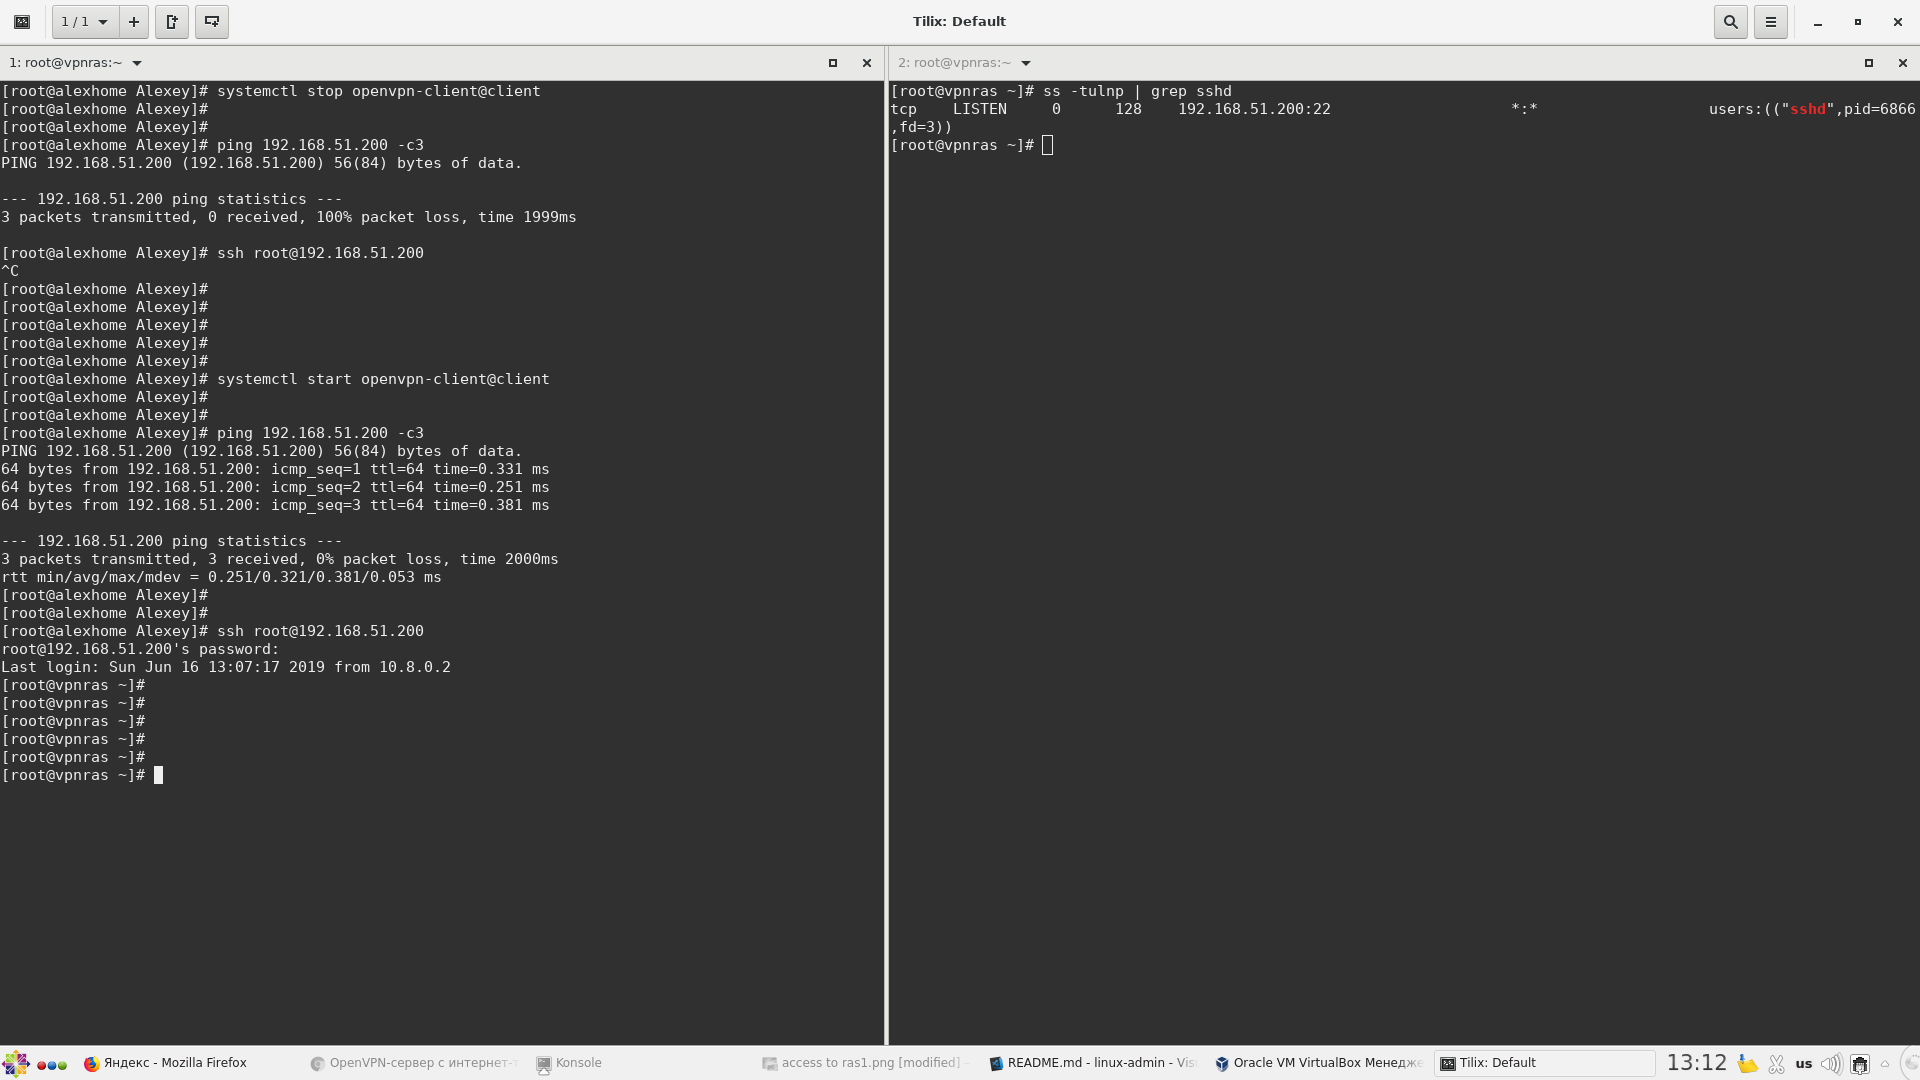 1 / 1
Tilix: Default
1: root@vpnras:~
[root@alexhome Alexey]# systemctl stop openvpn-client@client
[root@alexhome Alexey]#
[root@alexhome Alexey]#
[root@alexhome Alexey]# ping 192.168.51.200 -c3
PING 192.168.51.200 (192.168.51.200) 56(84) bytes of data.
--- 192.168.51.200 ping statistics ---
3 packets transmitted, 0 received, 100% packet loss, time 1999ms
[root@alexhome Alexey]# ssh root@192.168.51.200
^C
[root@alexhome Alexey]#
[root@alexhome Alexey]#
[root@alexhome Alexey]#
[root@alexhome Alexey]#
[root@alexhome Alexey]#
[root@alexhome Alexey]# systemctl start openvpn-client@client
[root@alexhome Alexey]#
[root@alexhome Alexey]#
[root@alexhome Alexey]# ping 192.168.51.200 -c3
PING 192.168.51.200 (192.168.51.200) 56(84) bytes of data.
64 bytes from 192.168.51.200: icmp_seq=1 ttl=64 time=0.331 ms
64 bytes from 192.168.51.200: icmp_seq=2 ttl=64 time=0.251 ms
64 bytes from 192.168.51.200: icmp_seq=3 ttl=64 time=0.381 ms
--- 192.168.51.200 ping statistics ---
3 packets transmitted, 3 received, 0% packet loss, time 2000ms
rtt min/avg/max/mdev = 0.251/0.321/0.381/0.053 ms
[root@alexhome Alexey]#
[root@alexhome Alexey]#
[root@alexhome Alexey]# ssh root@192.168.51.200
root@192.168.51.200's password:
Last login: Sun Jun 16 13:07:17 2019 from 10.8.0.2
[root@vpnras ~]#
[root@vpnras ~]#
[root@vpnras ~]#
[root@vpnras ~]#
[root@vpnras ~]#
[root@vpnras ~]#
2: root@vpnras:~
[root@vpnras ~]# ss -tulnp | grep sshd
tcp LISTEN 0 128 192.168.51.200:22 *:* users:(("sshd",pid=6866
,fd=3))
[root@vpnras ~]#
Яндекс - Mozilla Firefox
OpenVPN-сервер с интернет-
Konsole
access to ras1.png [modified] -
README.md - linux-admin - Vis
Oracle VM VirtualBox Менедже
Tilix: Default
13:12
us